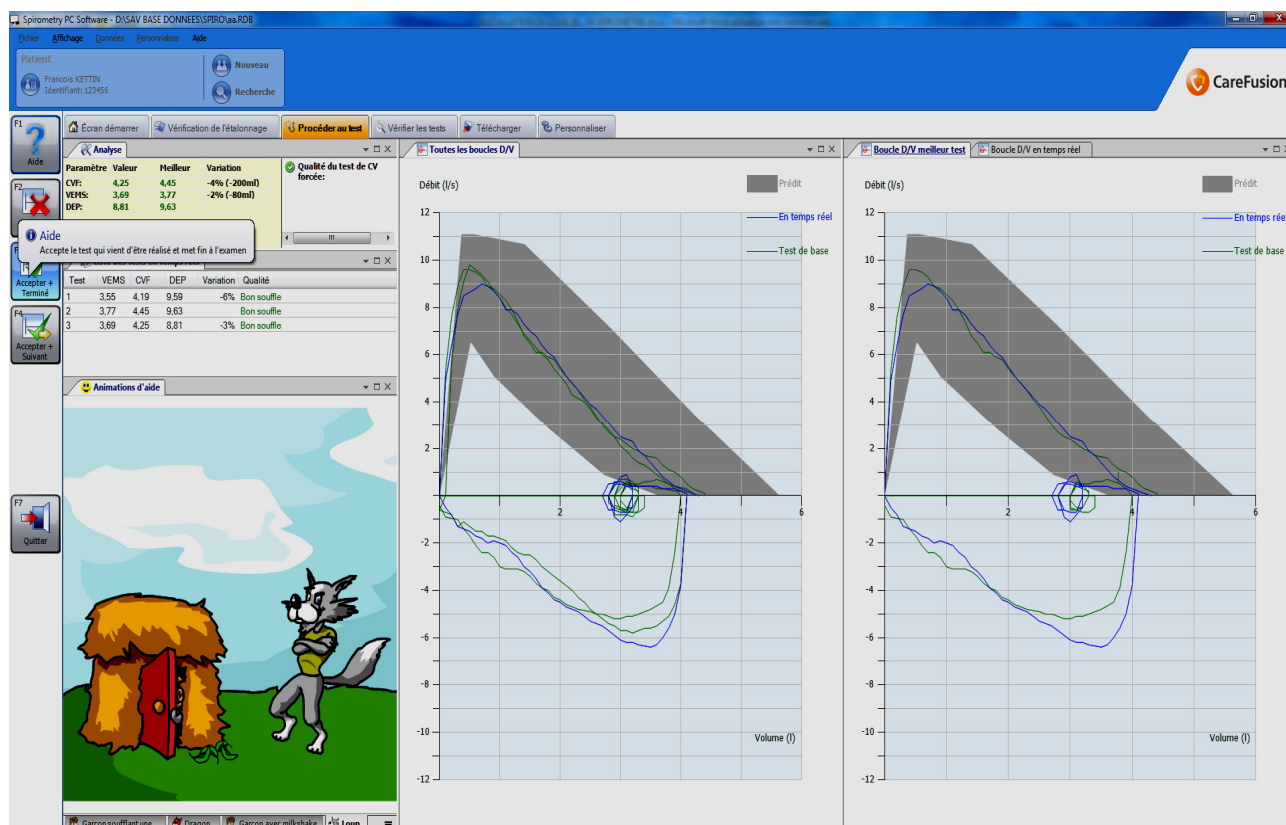 Spirometry PC Software - D:\SAV BASE DONNEES\SPIRO\aa.RDB
Fichier Affichage Données Personnaliser Aide
Patient
Francois KETTIN
Identifiant: 123456
Nouveau
Recherche
CareFusion
F1
Aide
F2
Écran démarrer
Vérification de l'étalonnage
Procéder au test
Vérifier les tests
Télécharger
Personnaliser
Analyse
Paramètre Valeur Meilleur Variation
CVF: 4,25 4,45 -4% (-200ml)
VEMS: 3,69 3,77 -2% (-80ml)
DEP: 8,81 9,63
Qualité du test de CV
forcée:
Aide
Accepte le test qui vient d'être réalisé et met fin à l'examen
Accepter +
Terminé
F4
Accepter +
Suivant
F7
Quitter
Test VEMS CVF DEP Variation Qualité
1 3,55 4,19 9,59 -6% Bon souffle
2 3,77 4,45 9,63 Bon souffle
3 3,69 4,25 8,81 -3% Bon souffle
Animations d'aide
Garçon soufflant une
Dragon
Garçon avec milkshake
Loup
Toutes les boucles D/V
Débit (l/s)
Prédit
En temps réel
Test de base
12
10
8
6
4
2
2 4 6
-2
-4
-6
-8
-10
Volume (l)
-12
Boucle D/V meilleur test
Boucle D/V en temps réel
Débit (l/s)
Prédit
En temps réel
Test de base
12
10
8
6
4
2
2 4 6
-2
-4
-6
-8
-10
Volume (l)
-12